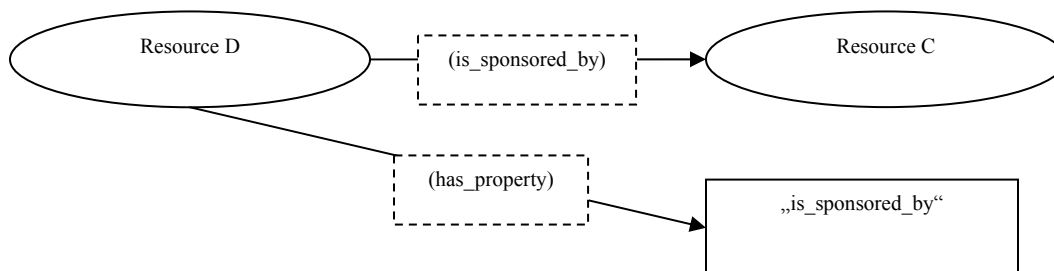 Resource D
(is_sponsored_by)
Resource C
(has_property)
„is_sponsored_by“